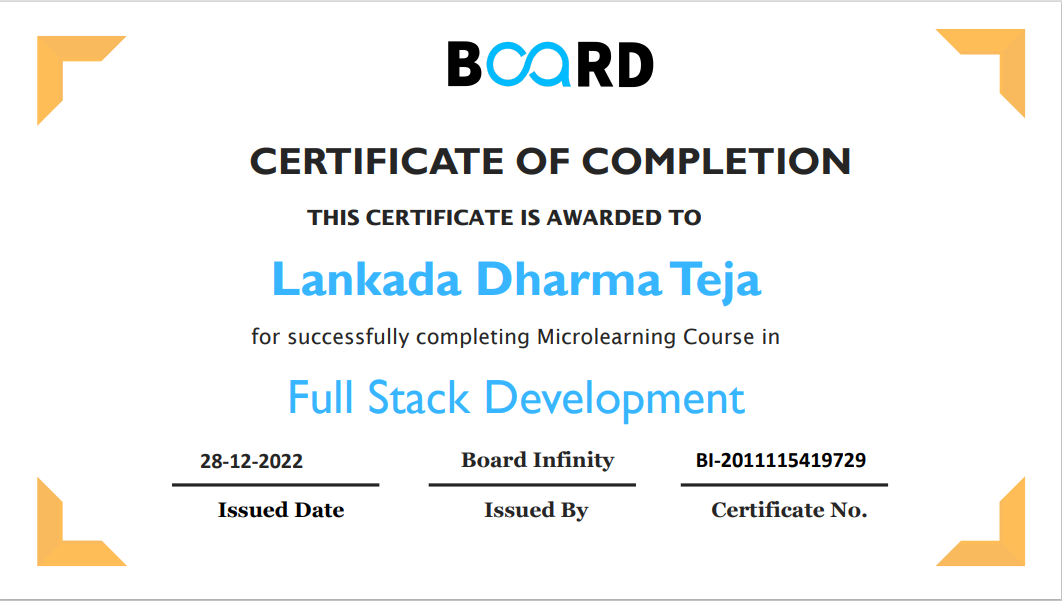 BOARD
CERTIFICATE OF COMPLETION
THIS CERTIFICATE IS AWARDED TO
Lankada Dharma Teja
for successfully completing Microlearning Course in
Full Stack Development
28-12-2022 Board Infinity BI-2011115419729
Issued Date Issued By Certificate No.